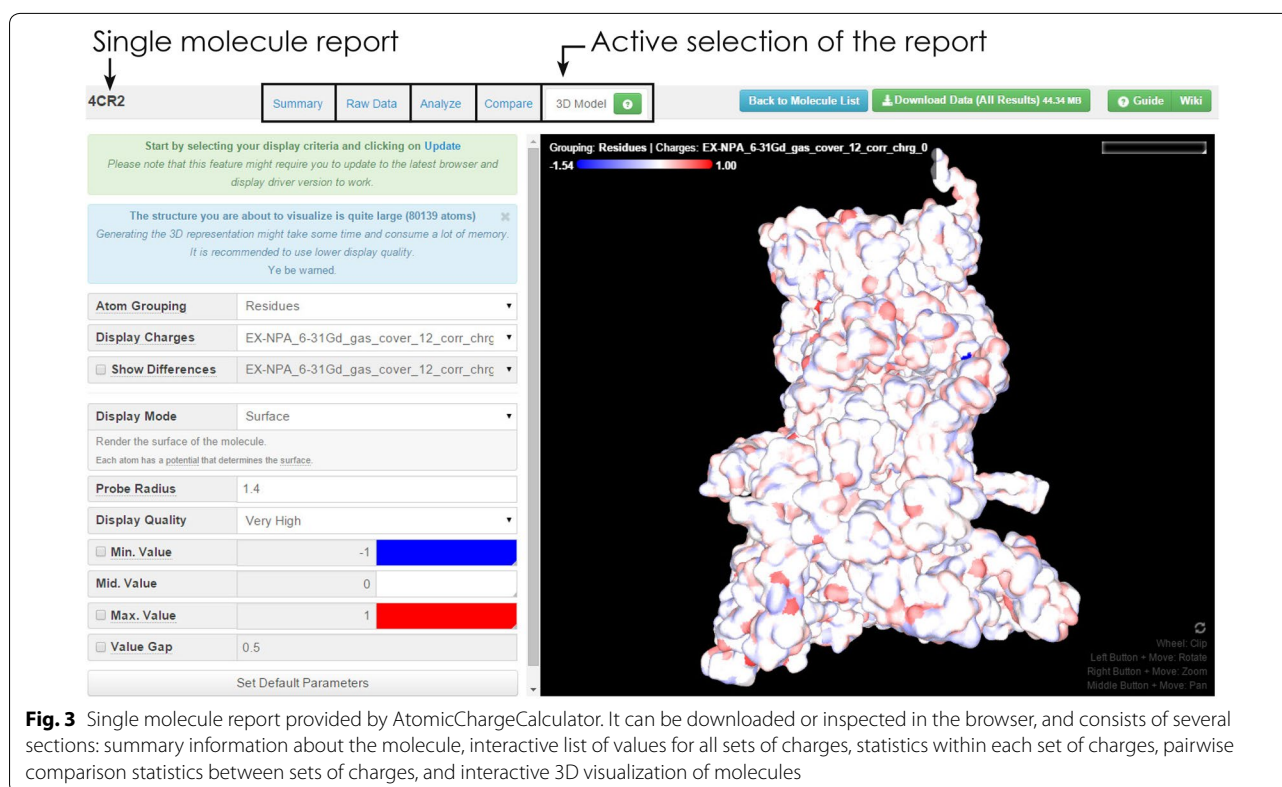 Single molecule report
Active selection of the report
4CR2
Summary
Raw Data
Analyze
Compare
3D Model
Back to Molecule List
Download Data (All Results) 44.34 MB
Guide
Wiki
Start by selecting your display criteria and clicking on Update
Please note that this feature might require you to update to the latest browser and
display driver version to work.
The structure you are about to visualize is quite large (80139 atoms)
Generating the 3D representation might take some time and consume a lot of memory.
It is recommended to use lower display quality.
Ye be warned.
Atom Grouping
Residues
Display Charges
EX-NPA_6-31Gd_gas_cover_12_corr_chrg
Show Differences
EX-NPA_6-31Gd_gas_cover_12_corr_chrg
Display Mode
Surface
Render the surface of the molecule.
Each atom has a potential that determines the surface.
Probe Radius
1.4
Display Quality
Very High
Min. Value
-1
Mid. Value
0
Max. Value
1
Value Gap
0.5
Set Default Parameters
Grouping: Residues | Charges: EX-NPA_6-31Gd_gas_cover_12_corr_chrg_0
-1.54
1.00
Wheel: Clip
Left Button + Move: Rotate
Right Button + Move: Zoom
Middle Button + Move: Pan
Fig. 3 Single molecule report provided by AtomicChargeCalculator. It can be downloaded or inspected in the browser, and consists of several
sections: summary information about the molecule, interactive list of values for all sets of charges, statistics within each set of charges, pairwise
comparison statistics between sets of charges, and interactive 3D visualization of molecules